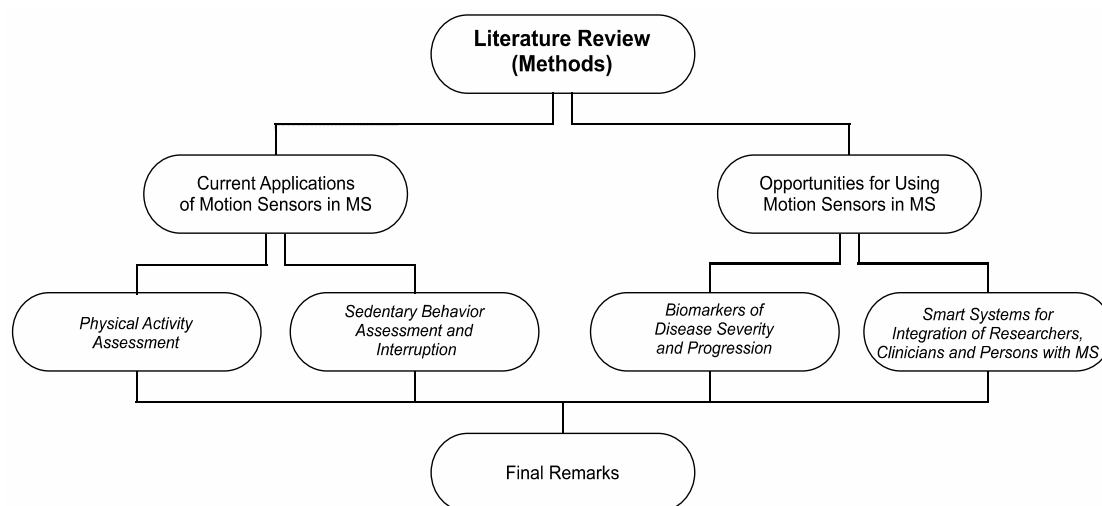 Literature Review
(Methods)
Current Applications
of Motion Sensors in MS
Opportunities for Using
Motion Sensors in MS
Physical Activity
Assessment
Sedentary Behavior
Assessment and
Interruption
Biomarkers of
Disease Severity
and Progression
Smart Systems for
Integration of Researchers,
Clinicians and Persons with MS
Final Remarks